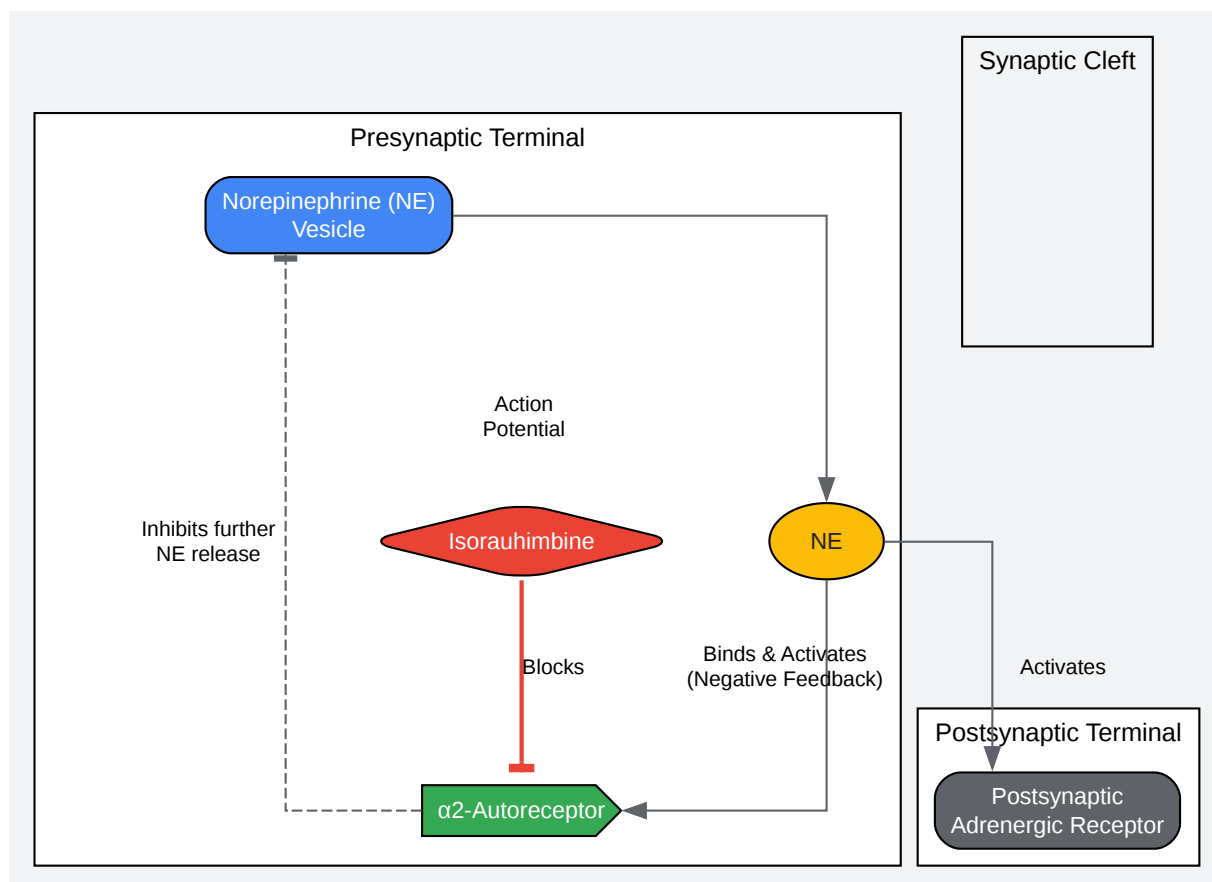 Synaptic Cleft
Presynaptic Terminal
Norepinephrine (NE)
Vesicle
Action
Potential
Inhibits further
NE release
Isorauhimbine
NE
Blocks
Binds & Activates
(Negative Feedback)
Activates
Postsynaptic Terminal
α2-Autoreceptor
Postsynaptic
Adrenergic Receptor